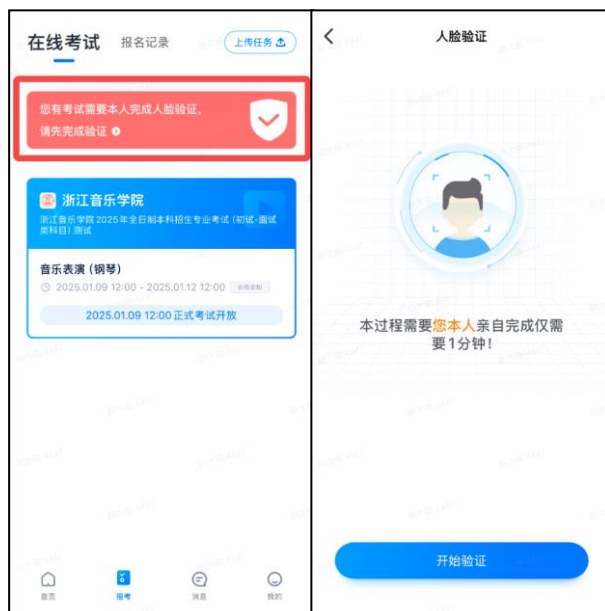 在线考试 报名记录 上传任务
您有考试需要本人完成人脸验证,
请先完成验证
浙江音乐学院
浙江音乐学院2025年全日制本科招生专业考试 (初试-面试
类科目) 测试
音乐表演 (钢琴)
2025.01.09 12:00 - 2025.01.12 12:00
2025.01.09 12:00 正式考试开放
首页 报考 消息 我的
人脸验证
本过程需要您本人亲自完成仅需
要1分钟!
开始验证